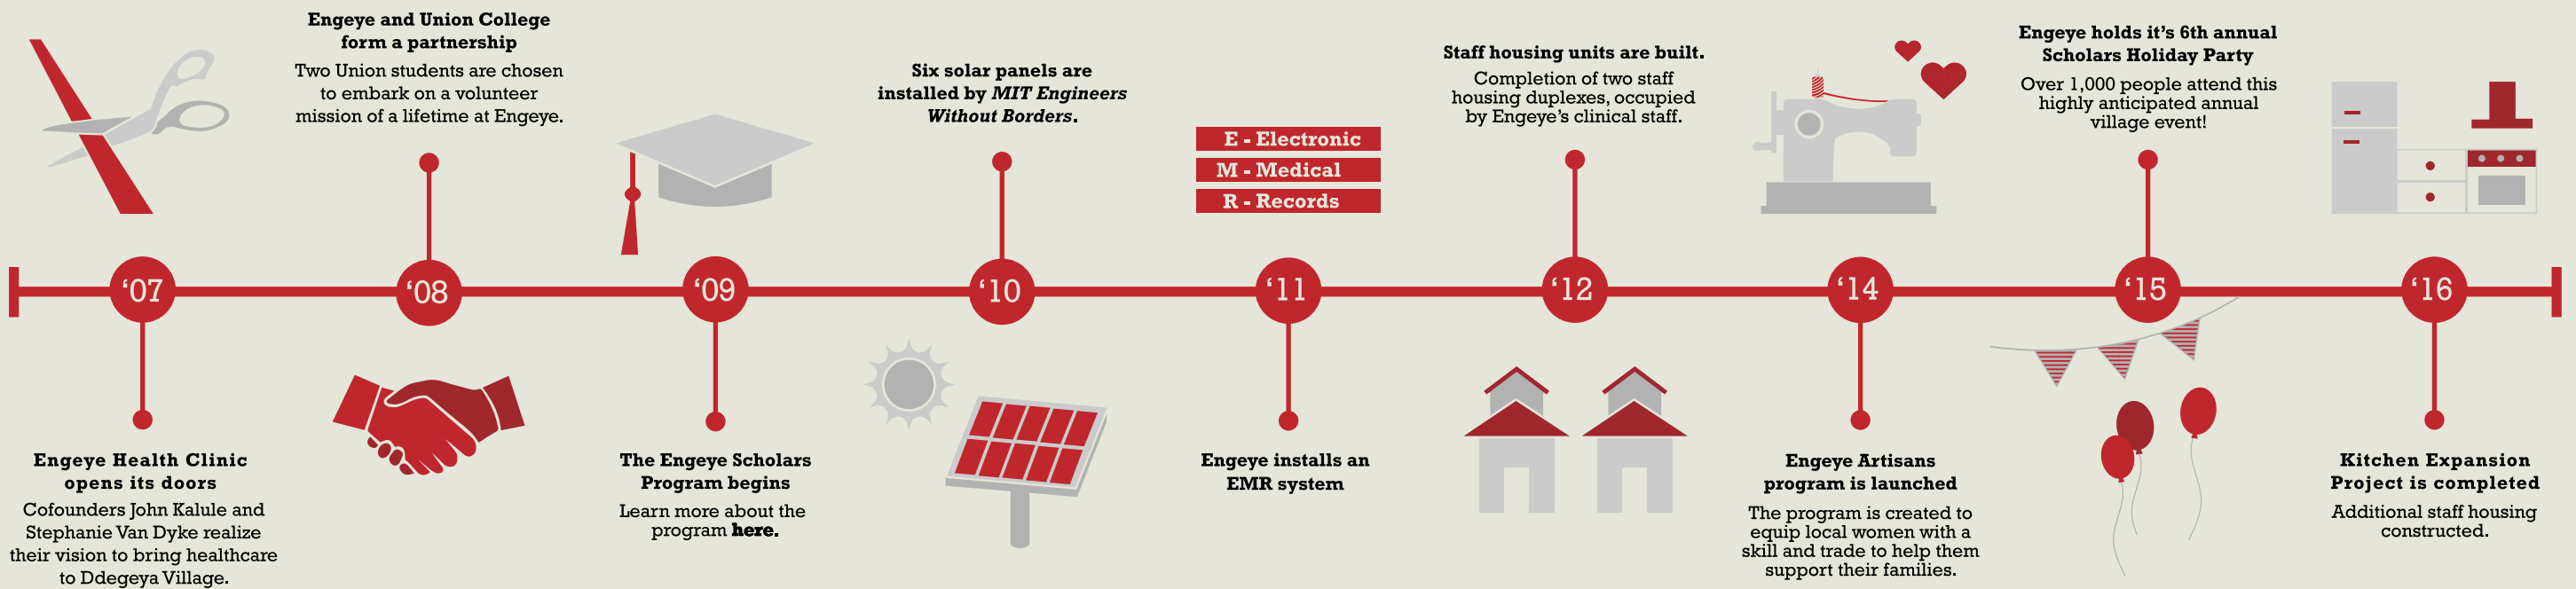 ‘07
Engeye Health Clinic
opens its doors
Cofounders John Kalule and
Stephanie Van Dyke realize
their vision to bring healthcare
to Ddegeya Village.
Engeye and Union College
form a partnership
Two Union students are chosen
to embark on a volunteer
mission of a lifetime at Engeye.
‘08
‘09
The Engeye Scholars
Program begins
Learn more about the
program here.
Six solar panels are
installed by MIT Engineers
Without Borders.
‘10
E - Electronic
M - Medical
R - Records
‘11
Engeye installs an
EMR system
Staff housing units are built.
Completion of two staff
housing duplexes, occupied
by Engeye’s clinical staff.
‘12
‘14
Engeye Artisans
program is launched
The program is created to
equip local women with a
skill and trade to help them
support their families.
Engeye holds it’s 6th annual
Scholars Holiday Party
Over 1,000 people attend this
highly anticipated annual
village event!
‘15
‘16
Kitchen Expansion
Project is completed
Additional staff housing
constructed.